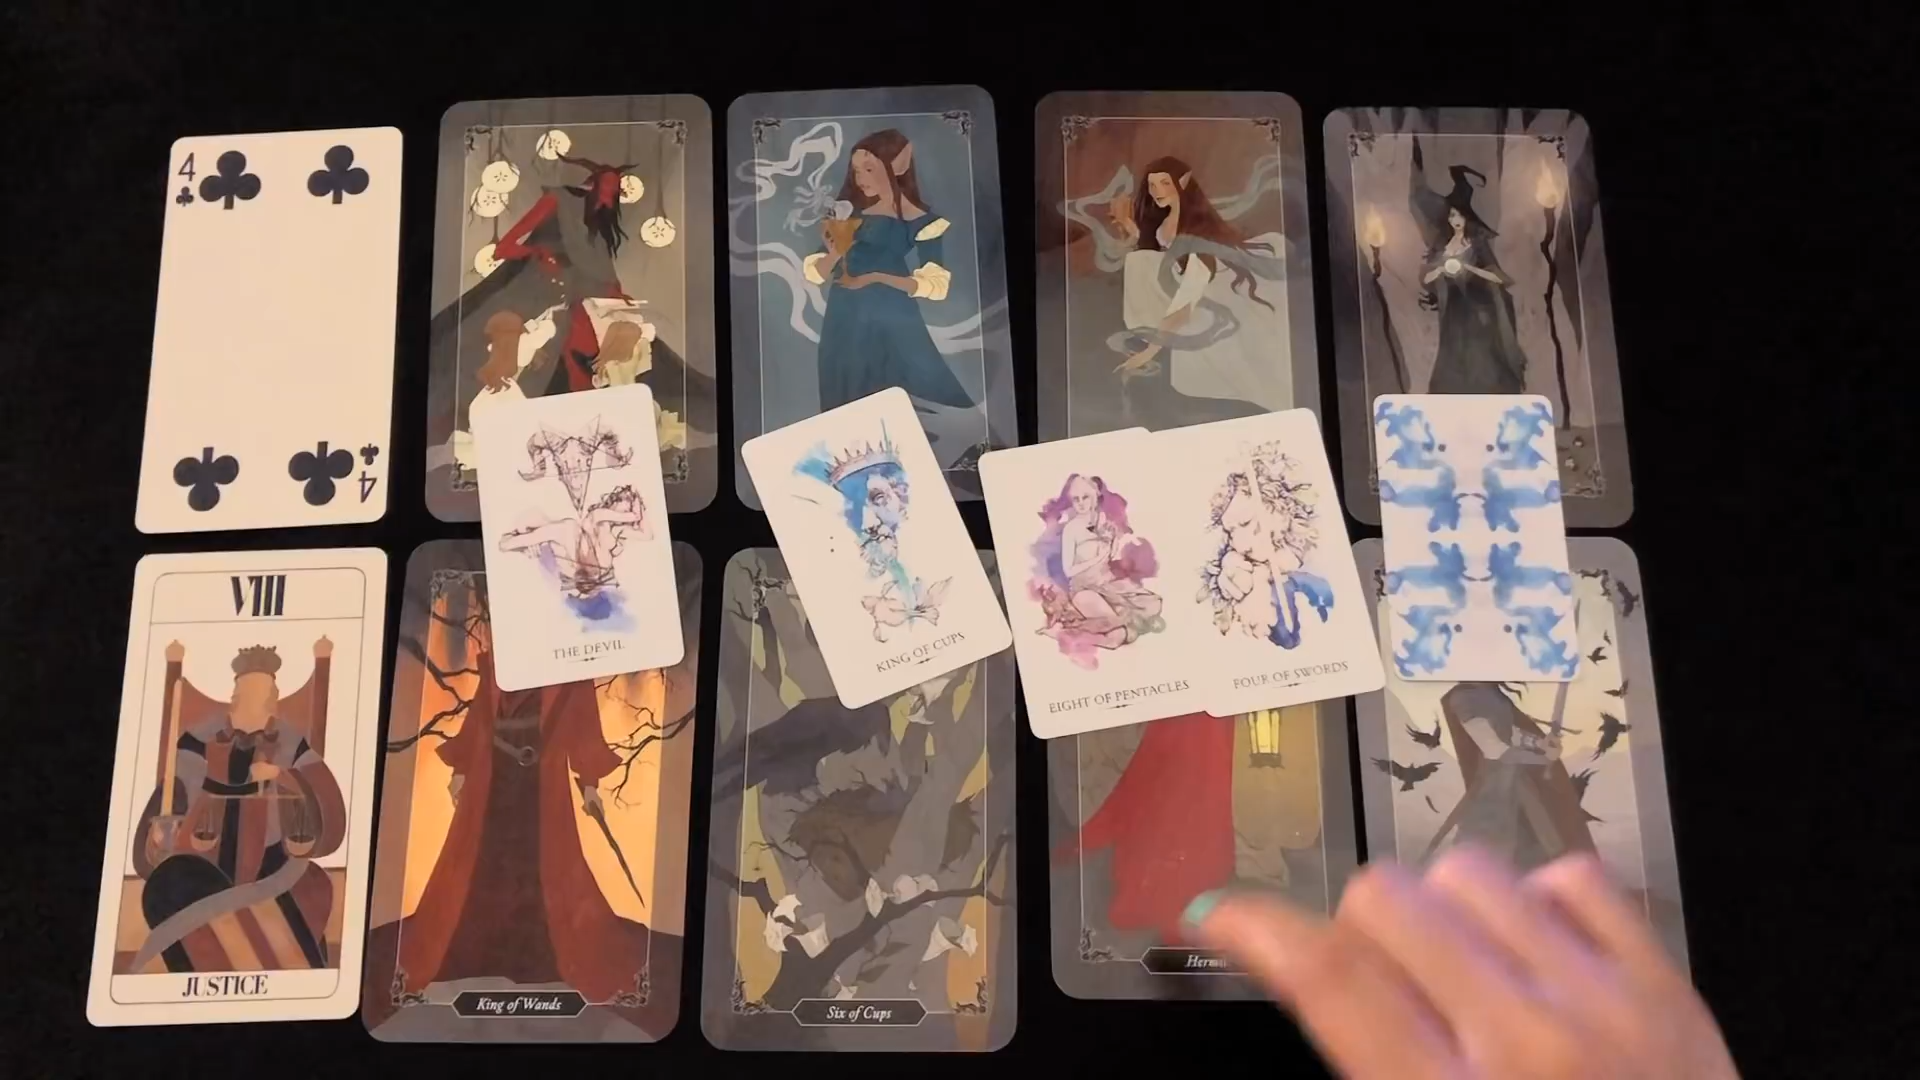 4
4
THE DEVIL
KING OF CUPS
EIGHT OF PENTACLES
FOUR OF SWORDS
VIII
JUSTICE
King of Wands
Six of Cups